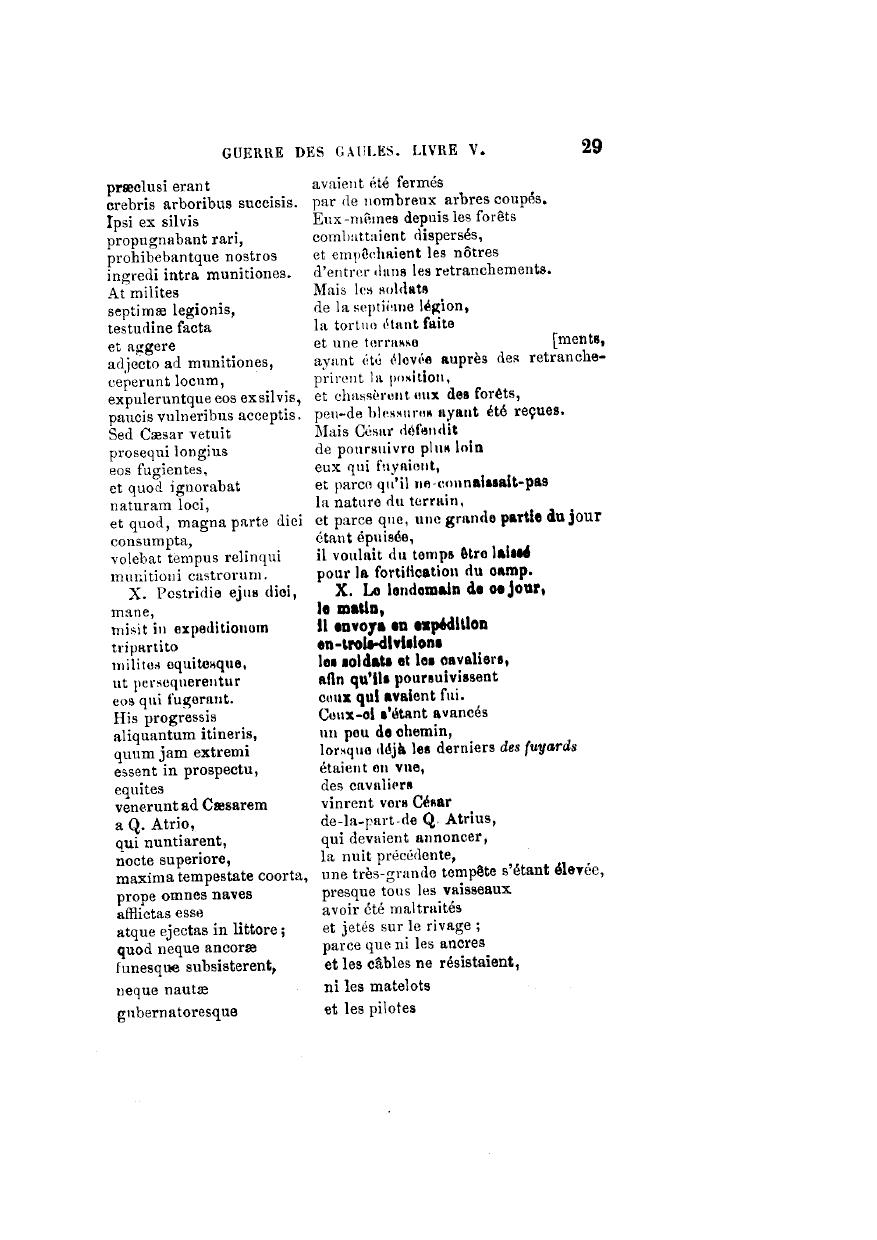 GUERRE DES GAULES. LIVRE V. 29
præclusi erant
crebris arboribus succisis.
Ipsi ex silvis
propugnabant rari,
prohibebantque nostros
ingredi intra munitiones.
At milites
septimæ legionis,
testudine facta
et aggere
adjecto ad munitiones,
ceperunt locum,
expuleruntque eos ex silvis,
paucis vulneribus acceptis.
Sed Cæsar vetuit
prosequi longius
eos fugientes,
et quod ignorabat
naturam loci,
et quod, magna parte diei
consumpta,
volebat tempus relinqui
munitioni castrorum.
X. Postridie ejus diei,
mane,
misit in expeditionem
tripartito
milites equitesque,
ut persequerentur
eos qui fugerant.
His progressis
aliquantum itineris,
quum jam extremi
essent in prospectu,
equites
venerunt ad Cæsarem
a Q. Atrio,
qui nuntiarent,
nocte superiore,
maxima tempestate coorta,
prope omnes naves
afflictas esse
atque ejectas in littore;
quod neque ancoræ
funesque subsisterent,
neque nautæ
gubernatoresque
avaient été fermés
par de nombreux arbres coupés.
Eux-mêmes depuis les forêts
combattaient dispersés,
et empêchaient les nôtres
d'entrer dans les retranchements.
Mais les soldats
de la septième légion,
la tortue étant faite
et une terrasse [ments,
ayant été élevée auprès des retranche-
prirent la position,
et chassèrent eux des forêts,
peu-de blessures ayant été reçues.
Mais César défendit
de poursuivre plus loin
eux qui fuyaient,
et parce qu'il ne-connaissait-pas
la nature du terrain,
et parce que, une grande partie du jour
étant épuisée,
il voulait du temps être laissé
pour la fortification du camp.
X. Le lendemain de ce jour,
le matin,
il envoya en expédition
en-trois-divisions
les soldats et les cavaliers,
afin qu'ils poursuivissent
ceux qui avaient fui.
Ceux-ci s'étant avancés
un peu de chemin,
lorsque déjà les derniers des fuyards
étaient en vue,
des cavaliers
vinrent vers César
de-la-part-de Q. Atrius,
qui devaient annoncer,
la nuit précédente,
une très-grande tempête s'étant élevée,
presque tous les vaisseaux
avoir été maltraités
et jetés sur le rivage;
parce que ni les ancres
et les câbles ne résistaient,
ni les matelots
et les pilotes